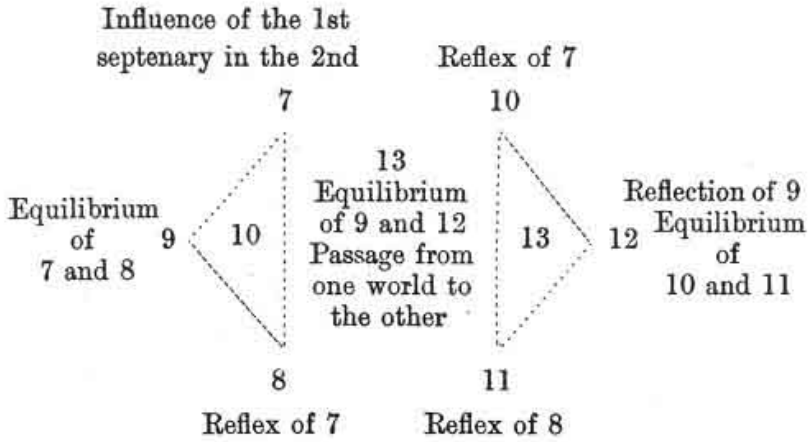 Influence of the 1st
septenary in the 2nd
Reflex of 7
7
10
13
Equilibrium
of 9 and 12
Passage from
one world to
the other
Equilibrium
of
7 and 8
9
10
13
12
Reflection of 9
Equilibrium
of
10 and 11
8
11
Reflex of 7
Reflex of 8